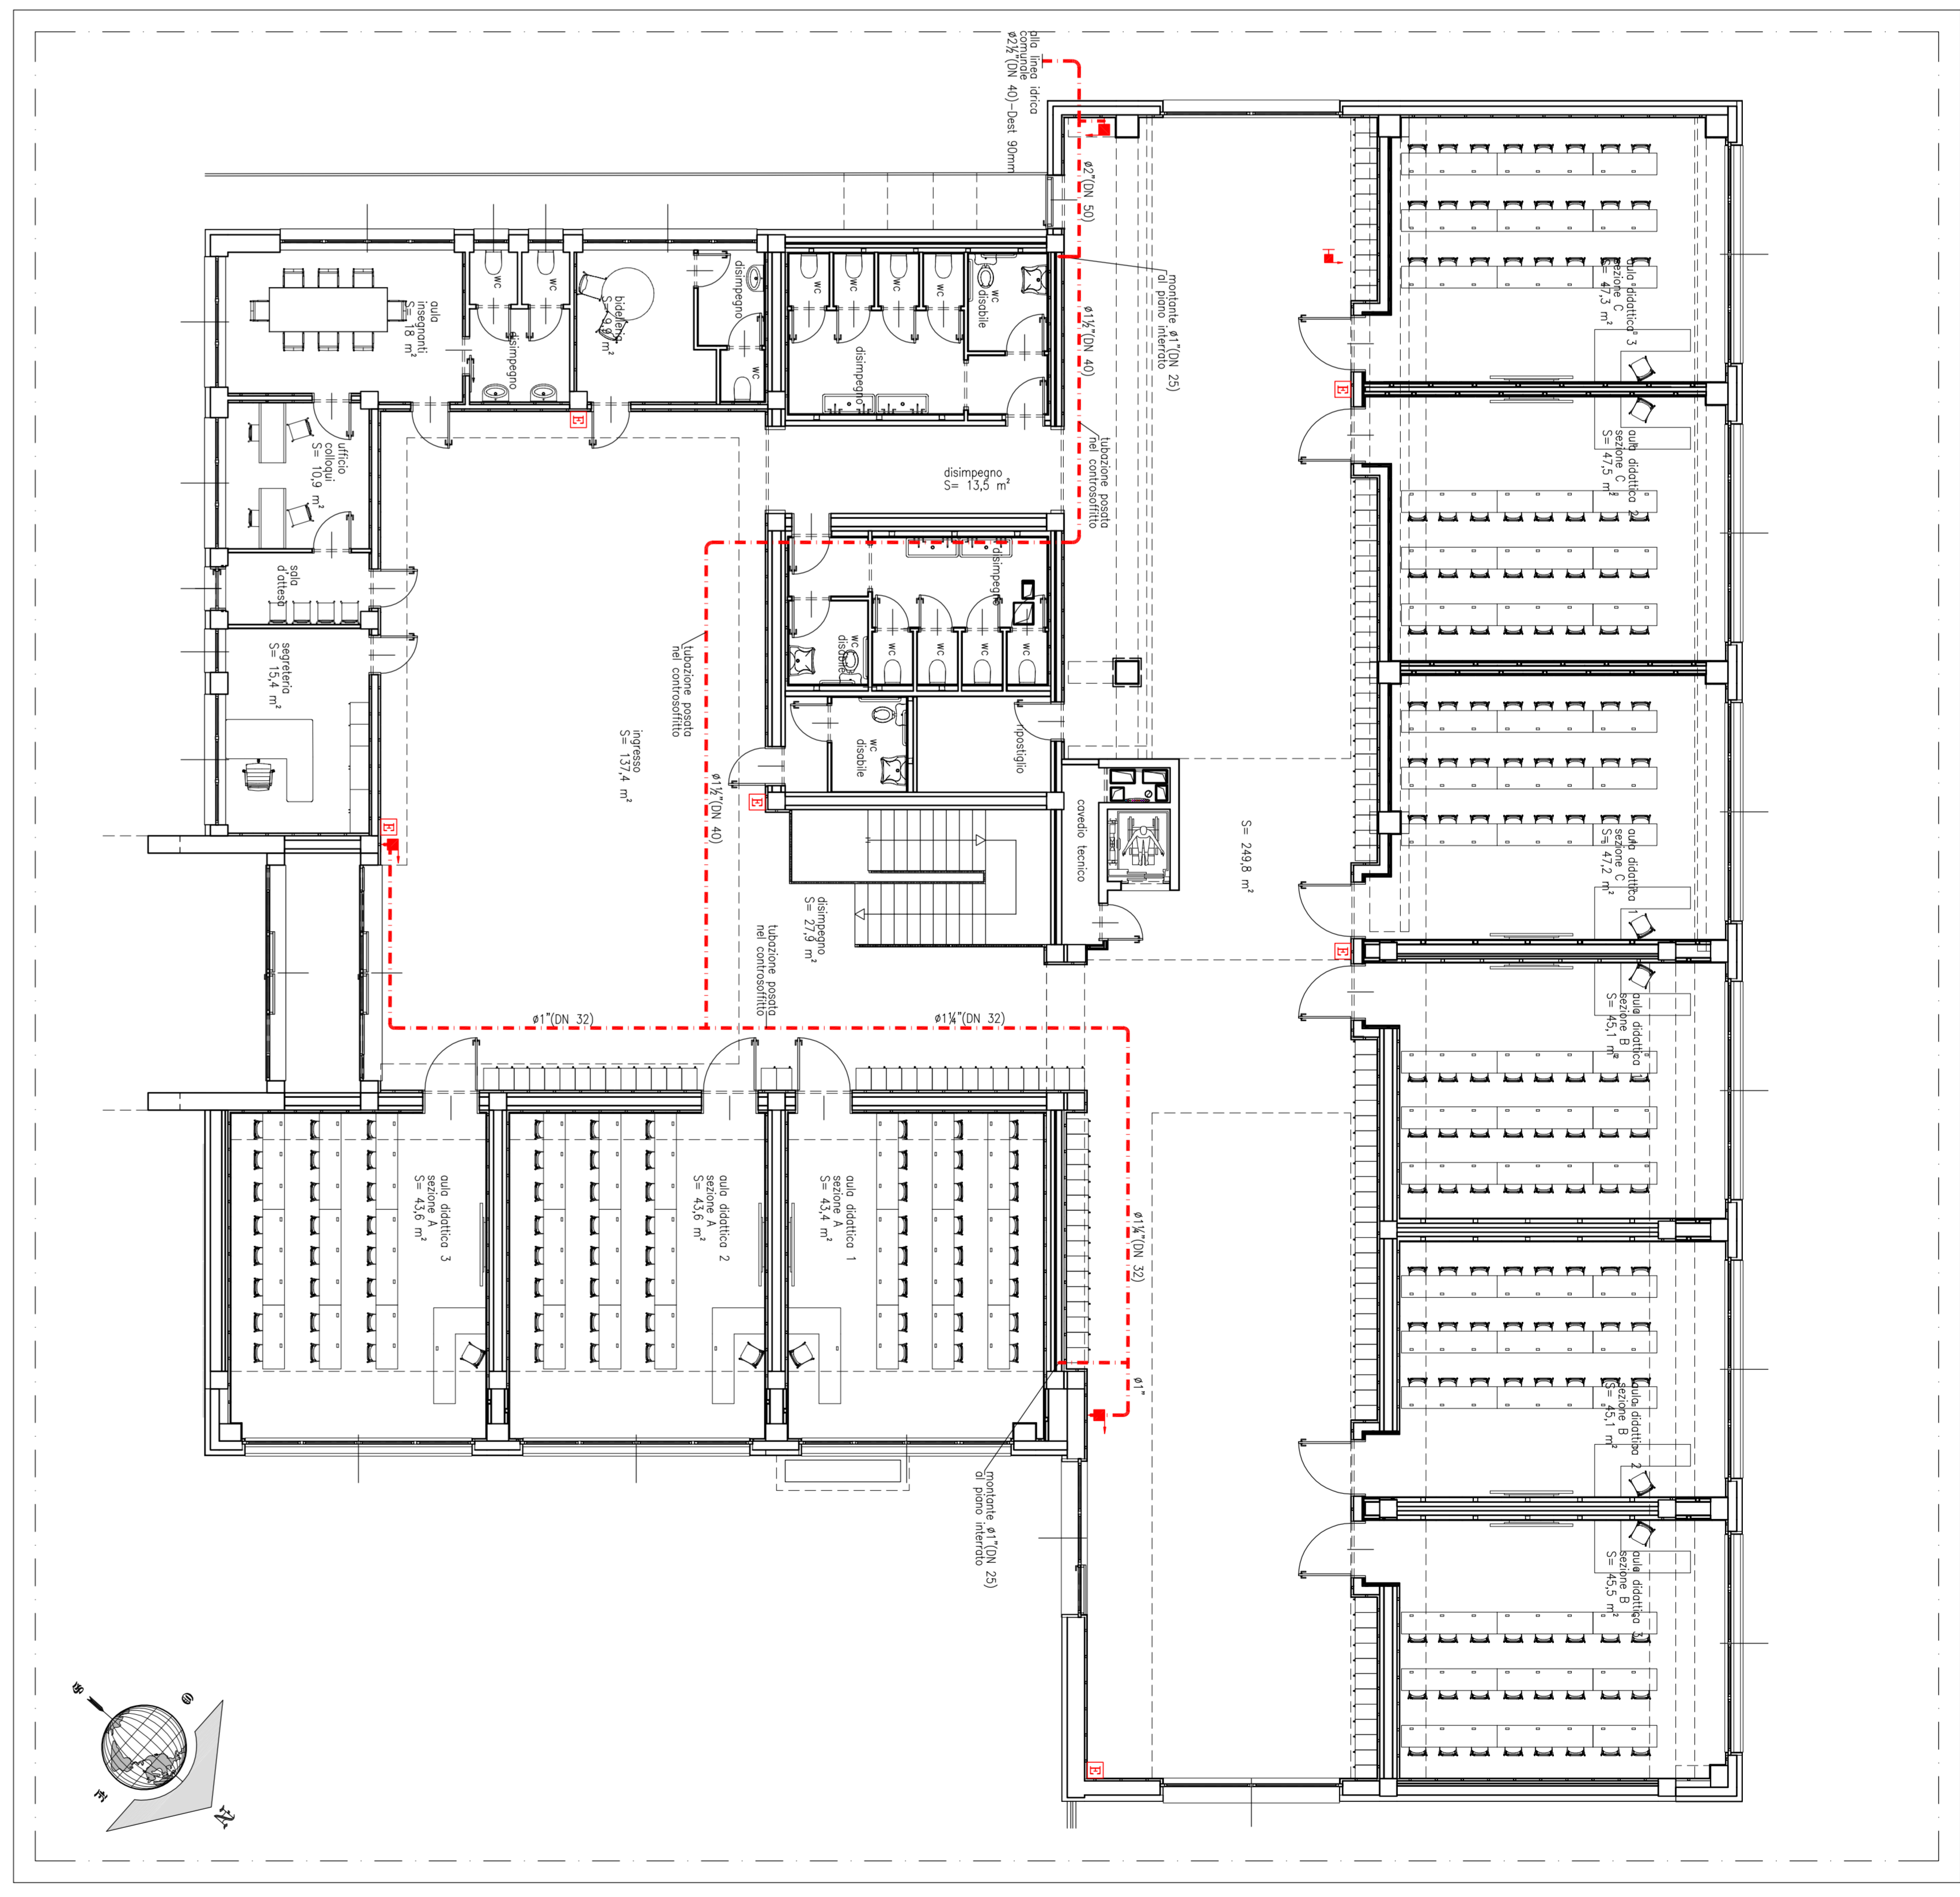 alla linea idrica
comunale
ø2½"(DN 40)-Dest 90mm
ø2"(DN 50)
montante ø1"(DN 25)
al piano interrato
ø1½"(DN 40)
tubazione posata
nel controsoffitto
aula didattica 3
sezione C
S= 47,3 m²
aula didattica 2
sezione C
S= 47,5 m²
aula didattica 1
sezione C
S= 47,2 m²
aula didattica 1
sezione B
S= 45,1 m²
aula didattica 2
sezione B
S= 45,1 m²
aula didattica 3
sezione B
S= 45,5 m²
aula
insegnanti
S= 18 m²
wc
wc
disimpegno
bidelleria
S= 9,9 m²
disimpegno
wc
wc
wc
wc
wc
wc
disabile
disimpegno
ufficio
colloqui
S= 10,9 m²
sala
d'attesa
segreteria
S= 15,4 m²
disimpegno
S= 13,5 m²
disimpegno
wc
disabile
wc
wc
wc
wc
wc
disabile
ripostiglio
cavedio tecnico
S= 249,8 m²
ingresso
S= 137,4 m²
tubazione posata
nel controsoffitto
ø1½"(DN 40)
disimpegno
S= 27,9 m²
tubazione posata
nel controsoffitto
ø1"(DN 32)
ø1¼"(DN 32)
ø1¼"(DN 32)
ø1"
montante ø1"(DN 25)
al piano interrato
aula didattica 3
sezione A
S= 43,6 m²
aula didattica 2
sezione A
S= 43,6 m²
aula didattica 1
sezione A
S= 43,4 m²
E
E
E
E
E
E
N
E